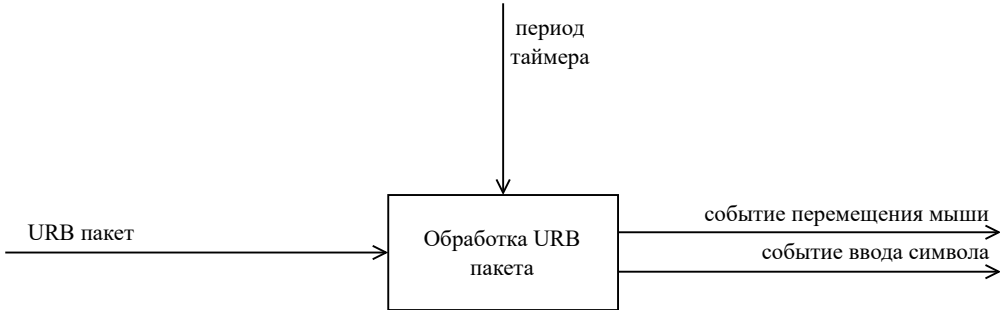 период
таймера
URB пакет
Обработка URB
пакета
событие перемещения мыши
событие ввода символа